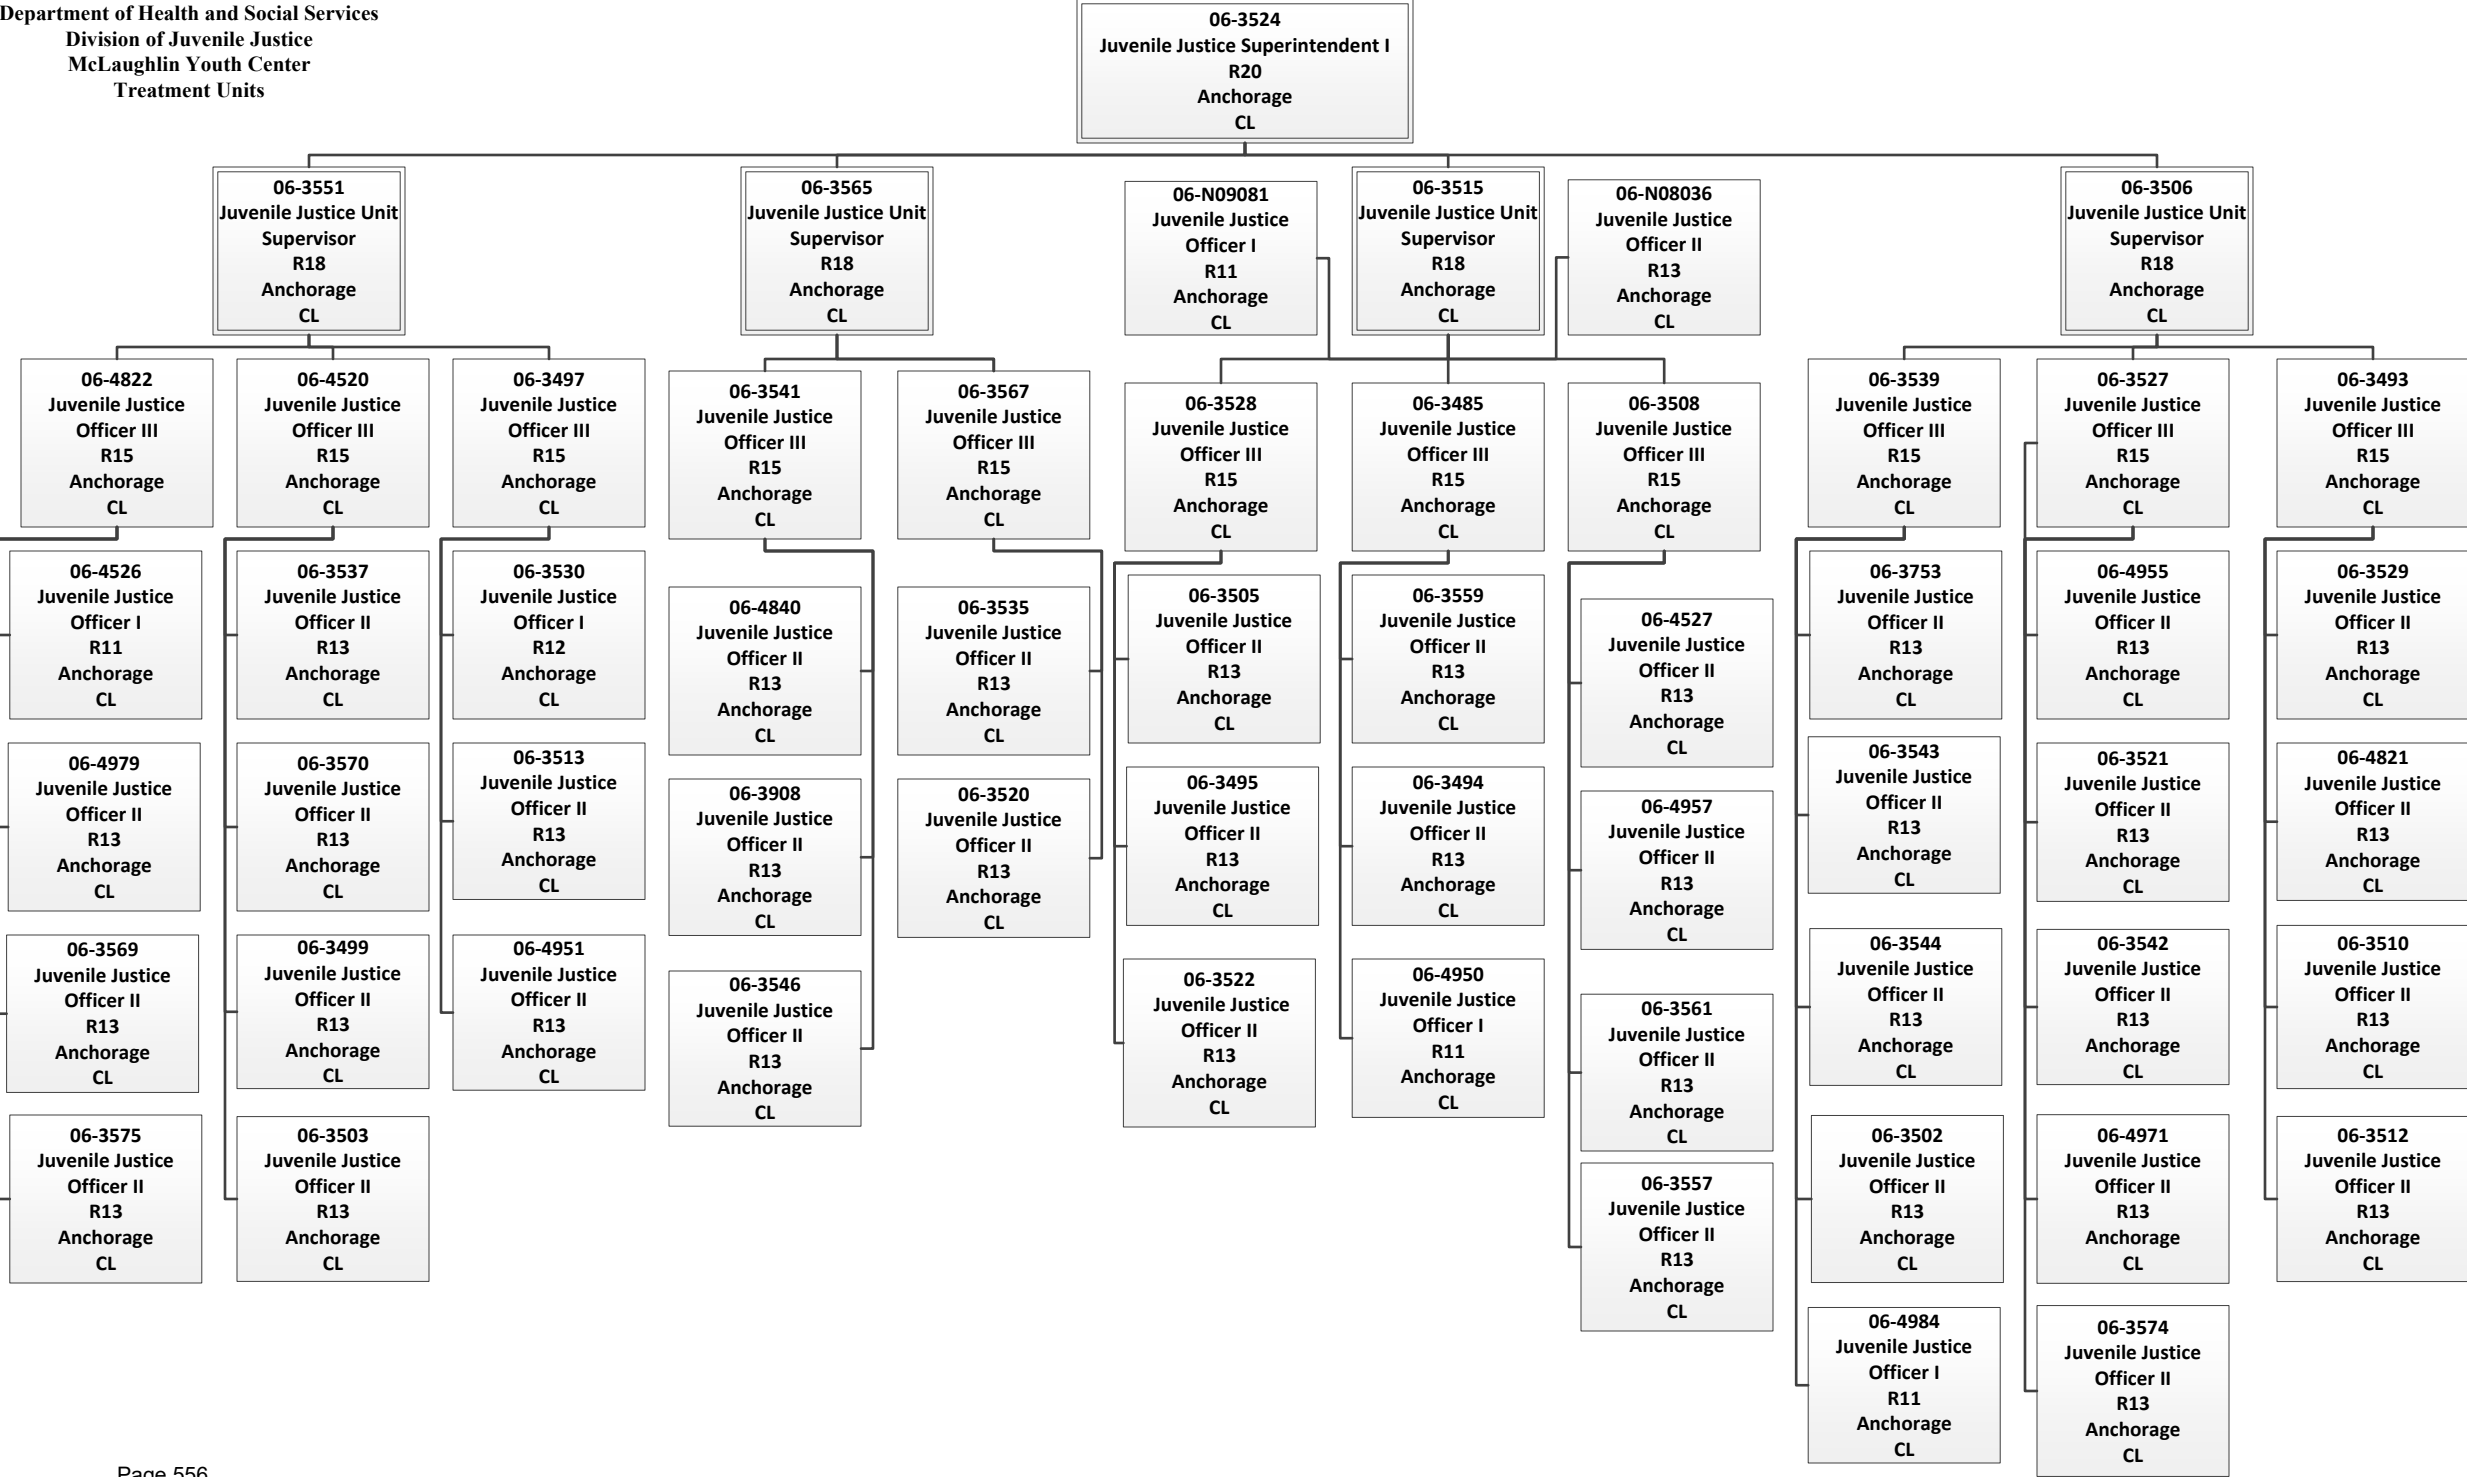 Department of Health and Social Services
Division of Juvenile Justice
McLaughlin Youth Center
Treatment Units
06-3524
Juvenile Justice Superintendent I
R20
Anchorage
CL
06-3551
Juvenile Justice Unit
Supervisor
R18
Anchorage
CL
06-3565
Juvenile Justice Unit
Supervisor
R18
Anchorage
CL
06-N09081
Juvenile Justice
Officer I
R11
Anchorage
CL
06-3515
Juvenile Justice Unit
Supervisor
R18
Anchorage
CL
06-N08036
Juvenile Justice
Officer II
R13
Anchorage
CL
06-3506
Juvenile Justice Unit
Supervisor
R18
Anchorage
CL
06-4822
Juvenile Justice
Officer III
R15
Anchorage
CL
06-4520
Juvenile Justice
Officer III
R15
Anchorage
CL
06-3497
Juvenile Justice
Officer III
R15
Anchorage
CL
06-3541
Juvenile Justice
Officer III
R15
Anchorage
CL
06-3567
Juvenile Justice
Officer III
R15
Anchorage
CL
06-3528
Juvenile Justice
Officer III
R15
Anchorage
CL
06-3485
Juvenile Justice
Officer III
R15
Anchorage
CL
06-3508
Juvenile Justice
Officer III
R15
Anchorage
CL
06-3539
Juvenile Justice
Officer III
R15
Anchorage
CL
06-3527
Juvenile Justice
Officer III
R15
Anchorage
CL
06-3493
Juvenile Justice
Officer III
R15
Anchorage
CL
06-4526
Juvenile Justice
Officer I
R11
Anchorage
CL
06-3537
Juvenile Justice
Officer II
R13
Anchorage
CL
06-3530
Juvenile Justice
Officer I
R12
Anchorage
CL
06-4840
Juvenile Justice
Officer II
R13
Anchorage
CL
06-3535
Juvenile Justice
Officer II
R13
Anchorage
CL
06-3505
Juvenile Justice
Officer II
R13
Anchorage
CL
06-3559
Juvenile Justice
Officer II
R13
Anchorage
CL
06-4527
Juvenile Justice
Officer II
R13
Anchorage
CL
06-3753
Juvenile Justice
Officer II
R13
Anchorage
CL
06-4955
Juvenile Justice
Officer II
R13
Anchorage
CL
06-3529
Juvenile Justice
Officer II
R13
Anchorage
CL
06-4979
Juvenile Justice
Officer II
R13
Anchorage
CL
06-3570
Juvenile Justice
Officer II
R13
Anchorage
CL
06-3513
Juvenile Justice
Officer II
R13
Anchorage
CL
06-3908
Juvenile Justice
Officer II
R13
Anchorage
CL
06-3520
Juvenile Justice
Officer II
R13
Anchorage
CL
06-3495
Juvenile Justice
Officer II
R13
Anchorage
CL
06-3494
Juvenile Justice
Officer II
R13
Anchorage
CL
06-4957
Juvenile Justice
Officer II
R13
Anchorage
CL
06-3543
Juvenile Justice
Officer II
R13
Anchorage
CL
06-3521
Juvenile Justice
Officer II
R13
Anchorage
CL
06-4821
Juvenile Justice
Officer II
R13
Anchorage
CL
06-3569
Juvenile Justice
Officer II
R13
Anchorage
CL
06-3499
Juvenile Justice
Officer II
R13
Anchorage
CL
06-4951
Juvenile Justice
Officer II
R13
Anchorage
CL
06-3546
Juvenile Justice
Officer II
R13
Anchorage
CL
06-3522
Juvenile Justice
Officer II
R13
Anchorage
CL
06-4950
Juvenile Justice
Officer I
R11
Anchorage
CL
06-3561
Juvenile Justice
Officer II
R13
Anchorage
CL
06-3544
Juvenile Justice
Officer II
R13
Anchorage
CL
06-3542
Juvenile Justice
Officer II
R13
Anchorage
CL
06-3510
Juvenile Justice
Officer II
R13
Anchorage
CL
06-3575
Juvenile Justice
Officer II
R13
Anchorage
CL
06-3503
Juvenile Justice
Officer II
R13
Anchorage
CL
06-3557
Juvenile Justice
Officer II
R13
Anchorage
CL
06-3502
Juvenile Justice
Officer II
R13
Anchorage
CL
06-4971
Juvenile Justice
Officer II
R13
Anchorage
CL
06-3512
Juvenile Justice
Officer II
R13
Anchorage
CL
06-4984
Juvenile Justice
Officer I
R11
Anchorage
CL
06-3574
Juvenile Justice
Officer II
R13
Anchorage
CL
Page 556